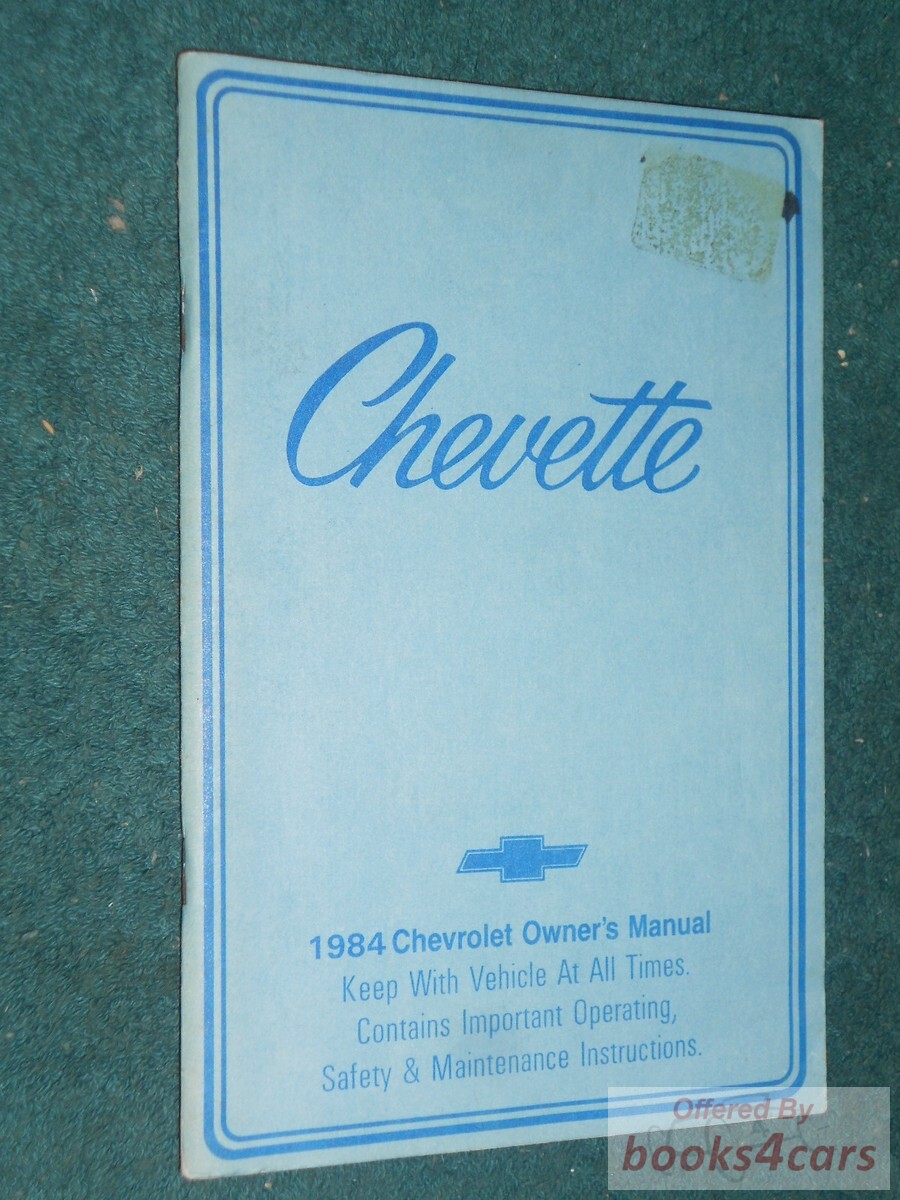 Chevette
1984 Chevrolet Owner's Manual
Keep With Vehicle At All Times.
Contains Important Operating,
Safety & Maintenance Instructions.
Offered By
books4cars